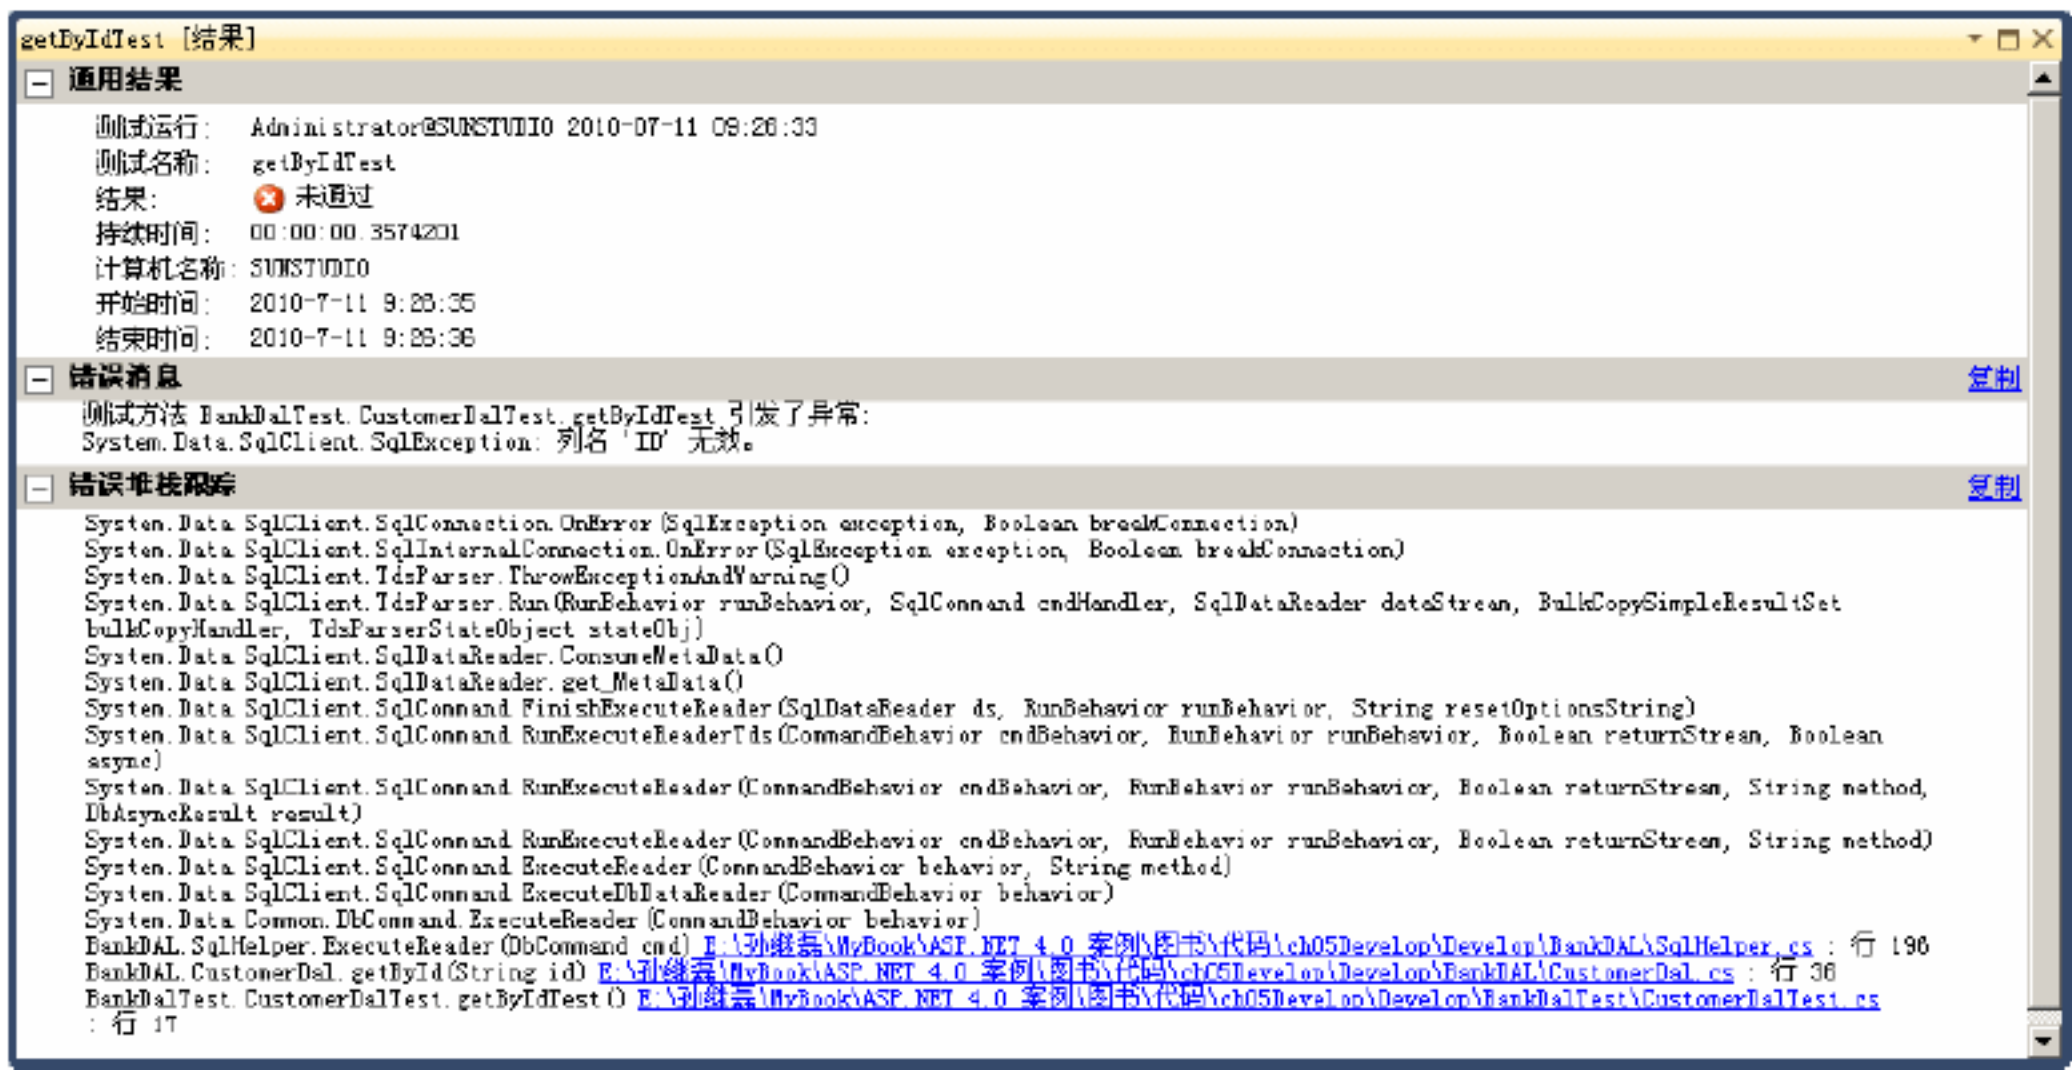 getByIdTest [结果]
通用结果
测试运行: Administrator@SUNSTUDIO 2010-07-11 09:26:33
测试名称: getByIdTest
结果: 未通过
持续时间: 00:00:00.3574201
计算机名称: SUNSTUDIO
开始时间: 2010-7-11 9:26:35
结束时间: 2010-7-11 9:26:36
错误消息 复制
测试方法 BankDalTest.CustomerDalTest.getByIdTest 引发了异常:
System.Data.SqlClient.SqlException: 列名 'ID' 无效。
错误堆栈跟踪 复制
System.Data.SqlClient.SqlConnection.OnError(SqlException exception, Boolean breakConnection)
System.Data.SqlClient.SqlInternalConnection.OnError(SqlException exception, Boolean breakConnection)
System.Data.SqlClient.TdsParser.ThrowExceptionAndWarning()
System.Data.SqlClient.TdsParser.Run(RunBehavior runBehavior, SqlCommand cmdHandler, SqlDataReader dataStream, BulkCopySimpleResultSet
bulkCopyHandler, TdsParserStateObject stateObj)
System.Data.SqlClient.SqlDataReader.ConsumeMetaData()
System.Data.SqlClient.SqlDataReader.get_MetaData()
System.Data.SqlClient.SqlCommand.FinishExecuteReader(SqlDataReader ds, RunBehavior runBehavior, String resetOptionsString)
System.Data.SqlClient.SqlCommand.RunExecuteReaderTds(CommandBehavior cmdBehavior, RunBehavior runBehavior, Boolean returnStream, Boolean
async)
System.Data.SqlClient.SqlCommand.RunExecuteReader(CommandBehavior cmdBehavior, RunBehavior runBehavior, Boolean returnStream, String method,
DbAsyncResult result)
System.Data.SqlClient.SqlCommand.RunExecuteReader(CommandBehavior cmdBehavior, RunBehavior runBehavior, Boolean returnStream, String method)
System.Data.SqlClient.SqlCommand.ExecuteReader(CommandBehavior behavior, String method)
System.Data.SqlClient.SqlCommand.ExecuteDbDataReader(CommandBehavior behavior)
System.Data.Common.DbCommand.ExecuteReader(CommandBehavior behavior)
BankDAL.SqlHelper.ExecuteReader(DbCommand cmd) E:\孙继磊\MyBook\ASP.NET 4.0 案例\图书\代码\ch05Develop\Develop\BankDAL\SqlHelper.cs : 行 196
BankDAL.CustomerDal.getById(String id) E:\孙继磊\MyBook\ASP.NET 4.0 案例\图书\代码\ch05Develop\Develop\BankDAL\CustomerDal.cs : 行 36
BankDalTest.CustomerDalTest.getByIdTest() E:\孙继磊\MyBook\ASP.NET 4.0 案例\图书\代码\ch05Develop\Develop\BankDalTest\CustomerDalTest.cs
: 行 17